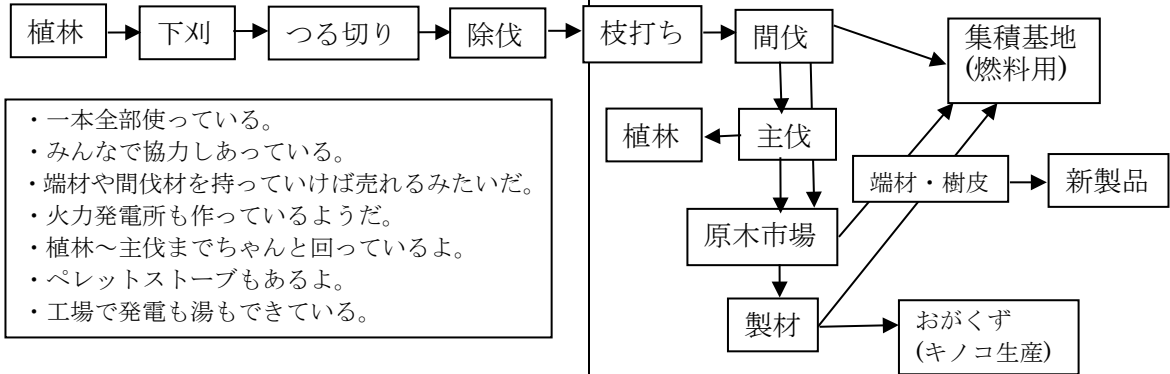 植林
下刈
つる切り
除伐
枝打ち
間伐
集積基地
(燃料用)
・一本全部使っている。
・みんなで協力しあっている。
・端材や間伐材を持っていけば売れるみたいだ。
・火力発電所も作っているようだ。
・植林～主伐までちゃんと回っているよ。
・ペレットストーブもあるよ。
・工場で発電も湯もできている。
植林
主伐
端材・樹皮
新製品
原木市場
製材
おがくず
(キノコ生産)